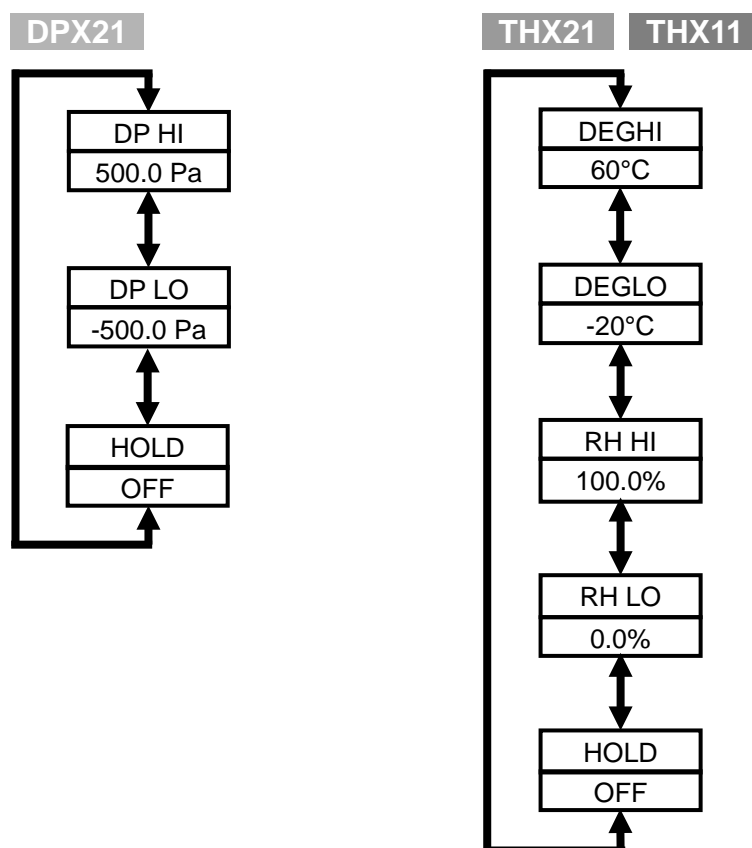 DPX21
DP HI
500.0 Pa
DP LO
-500.0 Pa
HOLD
OFF
THX21 THX11
DEGHI
60°C
DEGLO
-20°C
RH HI
100.0%
RH LO
0.0%
HOLD
OFF